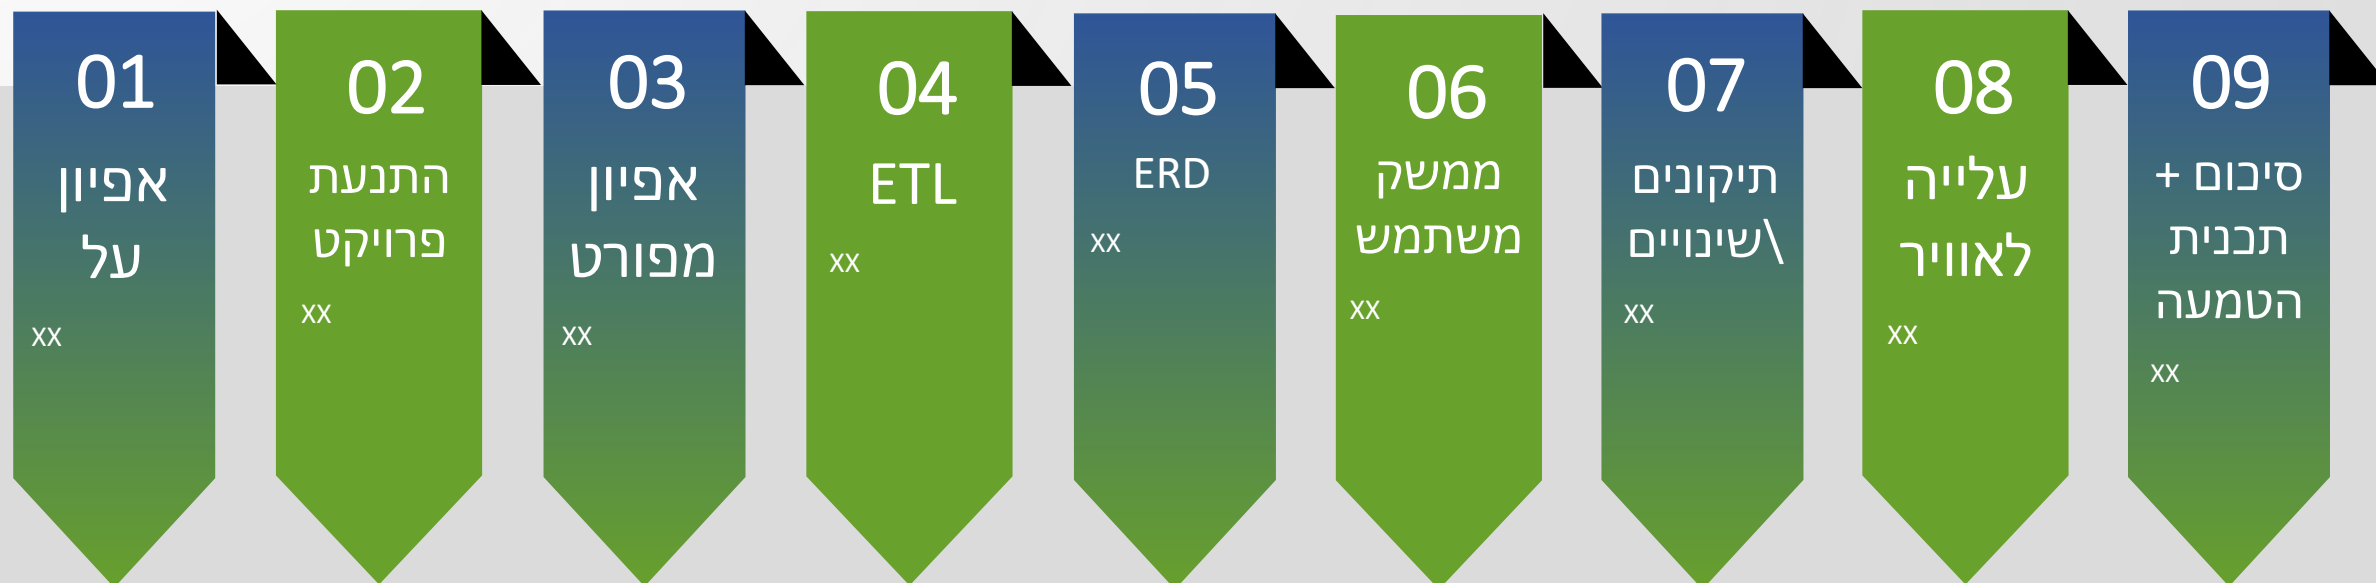 01
אפיון
על
xx
02
התנעת
פרויקט
xx
03
אפיון
מפורט
xx
04
ETL
xx
05
ERD
xx
06
ממשק
משתמש
xx
07
תיקונים
\שינויים
xx
08
עלייה
לאוויר
xx
09
סיכום +
תכנית
הטמעה
xx